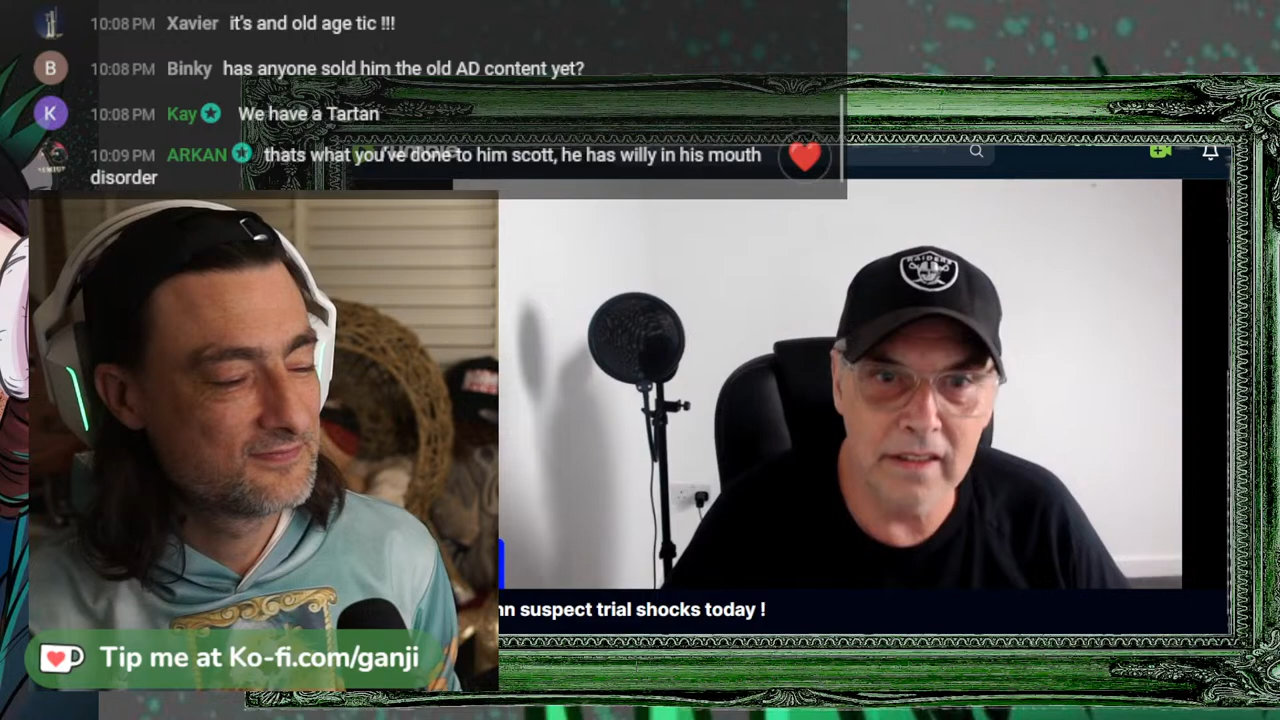 10:08 PM Xavier it's and old age tic !!!
B 10:08 PM Binky has anyone sold him the old AD content yet?
K 10:08 PM Kay We have a Tartan
10:09 PM ARKAN thats what you've done to him scott, he has willy in his mouth
disorder
RAIDERS
nn suspect trial shocks today !
Tip me at Ko-fi.com/ganji